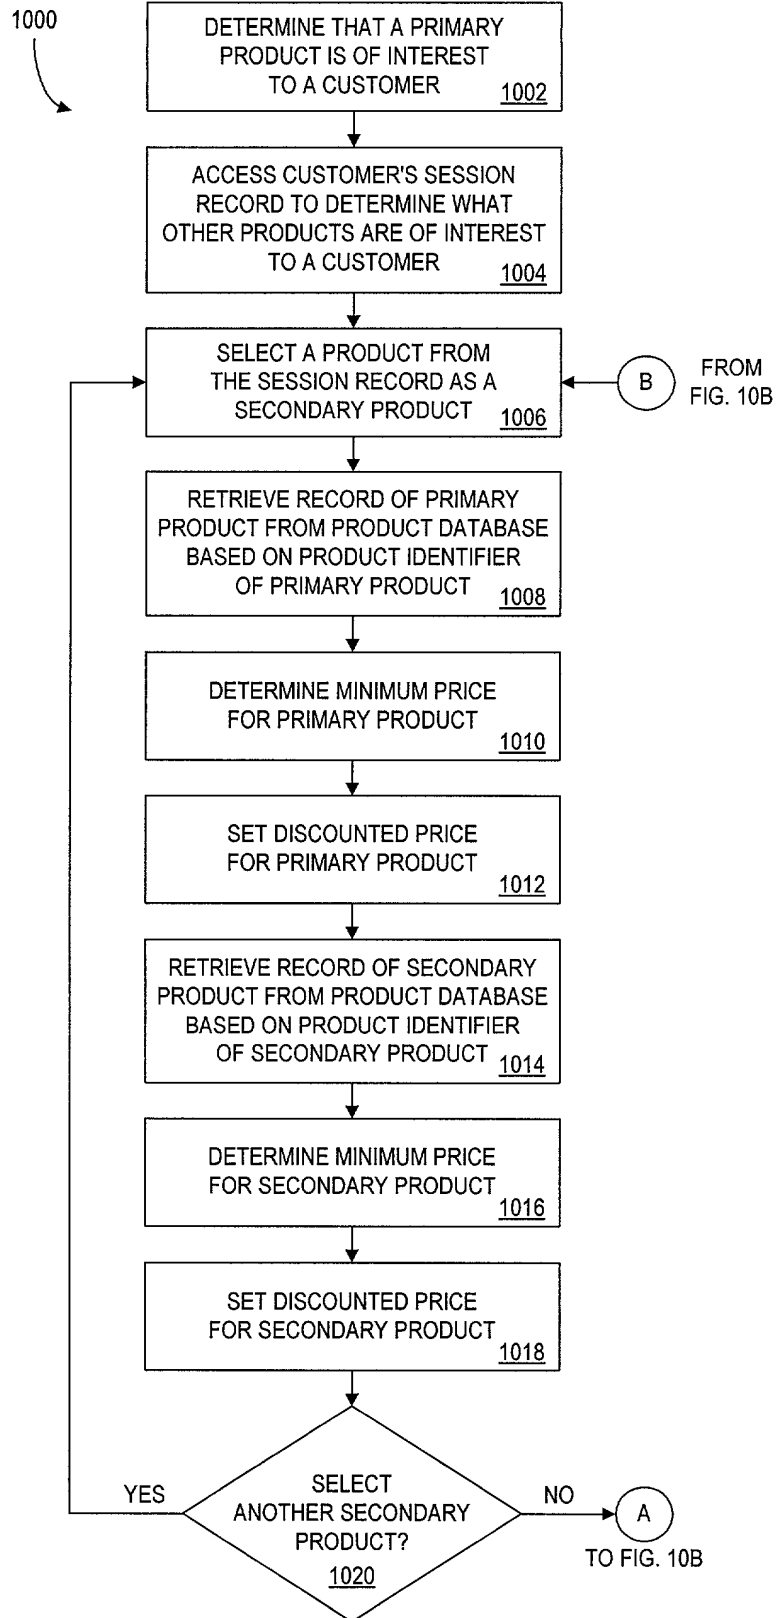 1000
DETERMINE THAT A PRIMARY
PRODUCT IS OF INTEREST
TO A CUSTOMER
1002
ACCESS CUSTOMER'S SESSION
RECORD TO DETERMINE WHAT
OTHER PRODUCTS ARE OF INTEREST
TO A CUSTOMER
1004
SELECT A PRODUCT FROM
THE SESSION RECORD AS A
SECONDARY PRODUCT
1006
B
FROM
FIG. 10B
RETRIEVE RECORD OF PRIMARY
PRODUCT FROM PRODUCT DATABASE
BASED ON PRODUCT IDENTIFIER
OF PRIMARY PRODUCT
1008
DETERMINE MINIMUM PRICE
FOR PRIMARY PRODUCT
1010
SET DISCOUNTED PRICE
FOR PRIMARY PRODUCT
1012
RETRIEVE RECORD OF SECONDARY
PRODUCT FROM PRODUCT DATABASE
BASED ON PRODUCT IDENTIFIER
OF SECONDARY PRODUCT
1014
DETERMINE MINIMUM PRICE
FOR SECONDARY PRODUCT
1016
SET DISCOUNTED PRICE
FOR SECONDARY PRODUCT
1018
YES
SELECT
ANOTHER SECONDARY
PRODUCT?
1020
NO
A
TO FIG. 10B